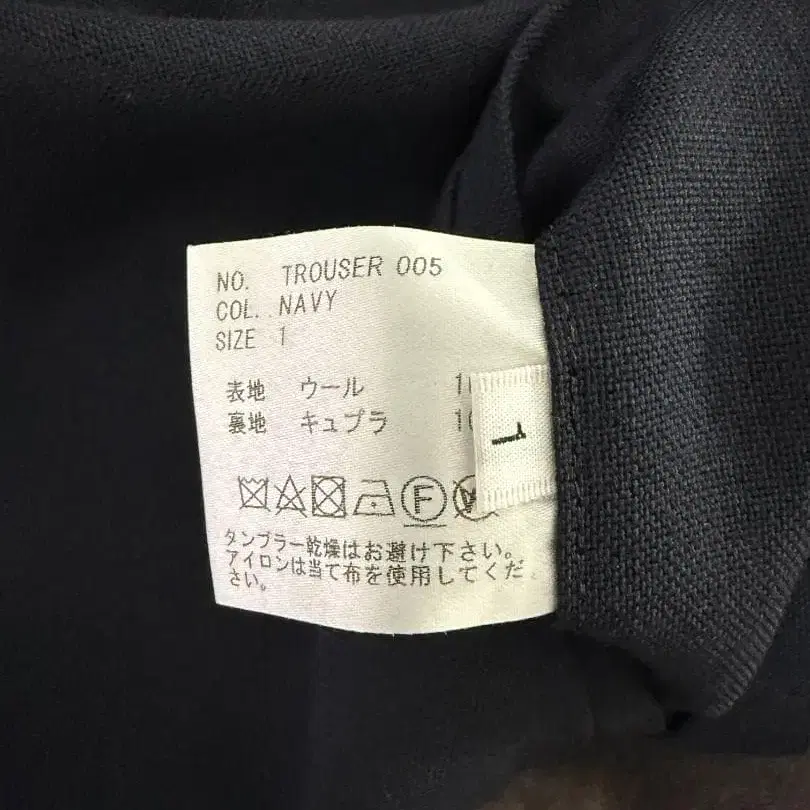 NO. TROUSER 005
COL. NAVY
SIZE 1
表地 ウール
裏地 キュプラ
1
F
タンブラー乾燥はお避け下さい。
アイロンは当て布を使用してくだ
さい。